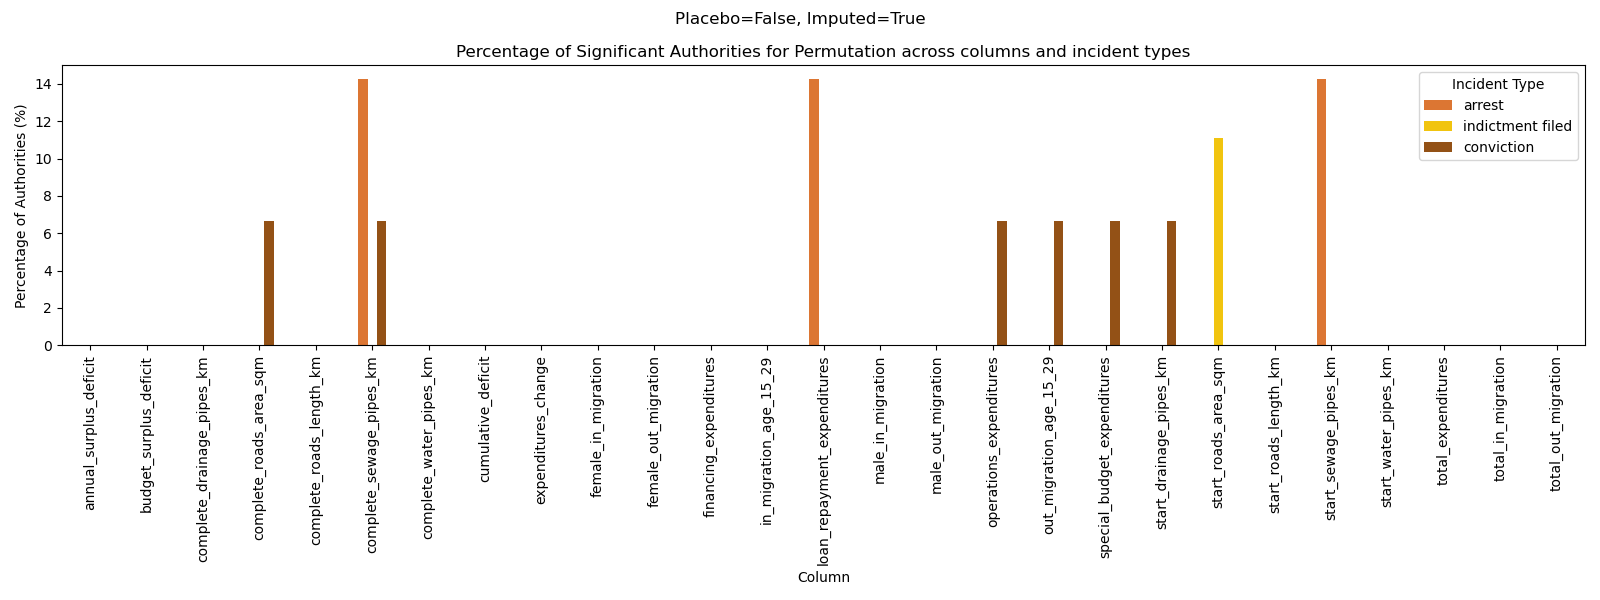 Placebo=False, Imputed=True
Percentage of Significant Authorities for Permutation across columns and incident types
Percentage of Authorities (%)
14
12
10
8
6
4
2
0
Incident Type
arrest
indictment filed
conviction
annual_surplus_deficit
budget_surplus_deficit
complete_drainage_pipes_km
complete_roads_area_sqm
complete_roads_length_km
complete_sewage_pipes_km
complete_water_pipes_km
cumulative_deficit
expenditures_change
female_in_migration
female_out_migration
financing_expenditures
in_migration_age_15_29
loan_repayment_expenditures
male_in_migration
male_out_migration
operations_expenditures
out_migration_age_15_29
special_budget_expenditures
start_drainage_pipes_km
start_roads_area_sqm
start_roads_length_km
start_sewage_pipes_km
start_water_pipes_km
total_expenditures
total_in_migration
total_out_migration
Column